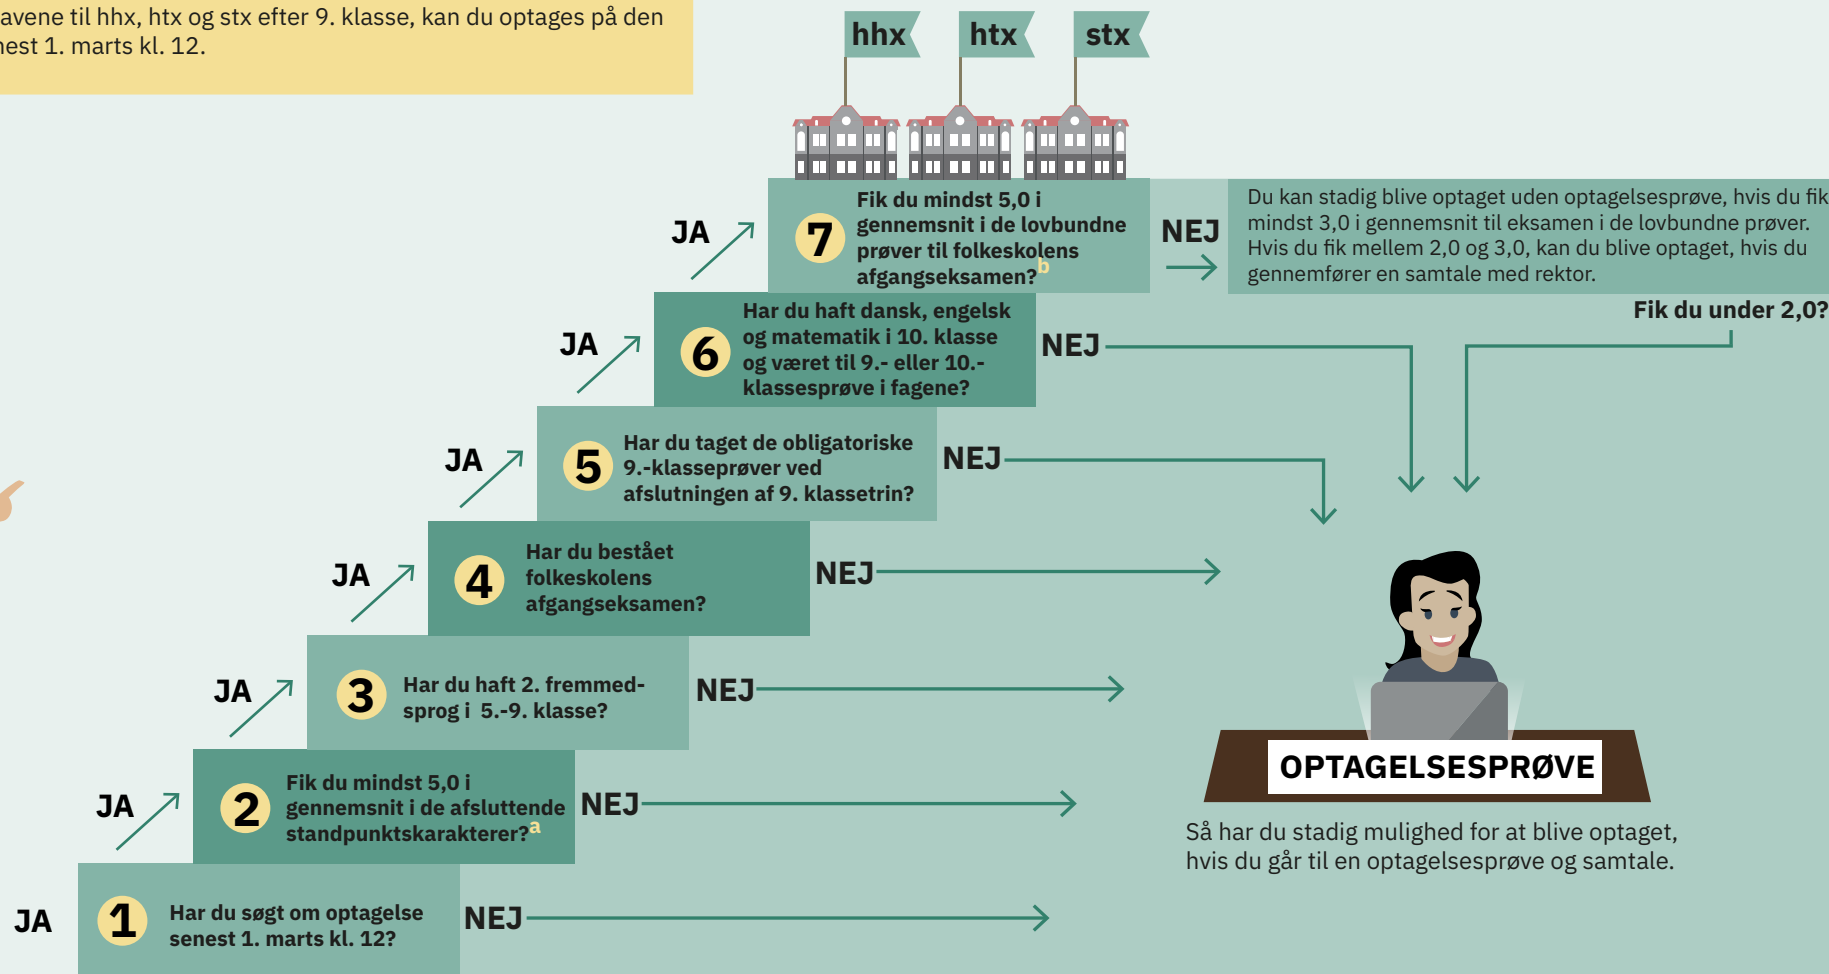 avene til hhx, htx og stx efter 9. klasse, kan du optages på den
nest 1. marts kl. 12.
hhx
htx
stx
JA
7
Fik du mindst 5,0 i
gennemsnit i de lovbundne
prøver til folkeskolens
afgangseksamen?b
NEJ
Du kan stadig blive optaget uden optagelsesprøve, hvis du fik
mindst 3,0 i gennemsnit til eksamen i de lovbundne prøver.
Hvis du fik mellem 2,0 og 3,0, kan du blive optaget, hvis du
gennemfører en samtale med rektor.
Fik du under 2,0?
JA
6
Har du haft dansk, engelsk
og matematik i 10. klasse
og været til 9.- eller 10.-
klassesprøve i fagene?
NEJ
JA
5
Har du taget de obligatoriske
9.-klasseprøver ved
afslutningen af 9. klassetrin?
NEJ
JA
4
Har du bestået
folkeskolens
afgangseksamen?
NEJ
JA
3
Har du haft 2. fremmed-
sprog i 5.-9. klasse?
NEJ
JA
2
Fik du mindst 5,0 i
gennemsnit i de afsluttende
standpunktskarakterer?a
NEJ
OPTAGELSESPRØVE
Så har du stadig mulighed for at blive optaget,
hvis du går til en optagelsesprøve og samtale.
JA
1
Har du søgt om optagelse
senest 1. marts kl. 12?
NEJ